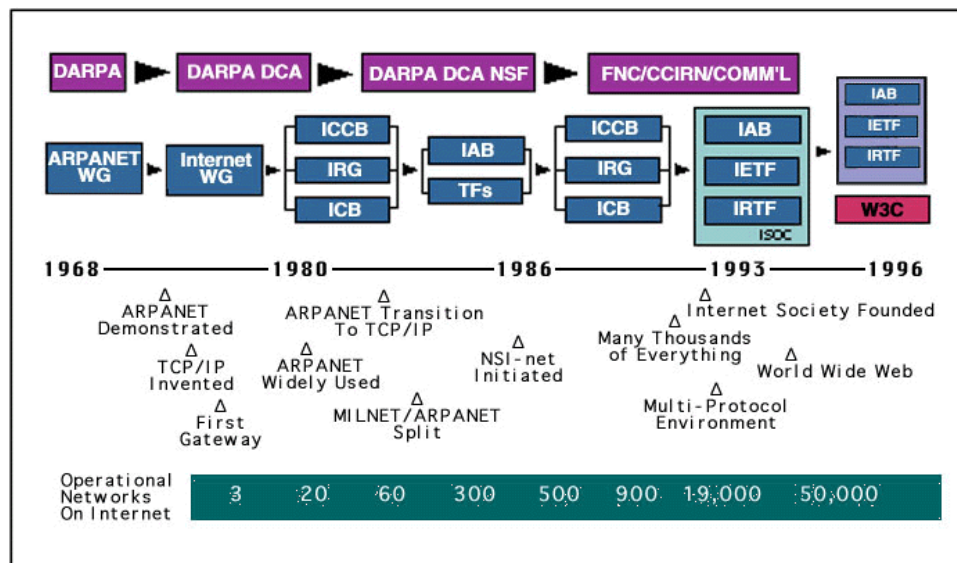 DARPA
DARPA DCA
DARPA DCA NSF
FNC/CCIRN/COMM'L
ARPANET
WG
Internet
WG
ICCB
IRG
ICB
IAB
TFs
ICCB
IRG
ICB
IAB
IETF
IRTF
ISOC
IAB
IETF
IRTF
W3C
1968
1980
1986
1993
1996
ARPANET
Demonstrated
TCP/IP
Invented
First
Gateway
ARPANET Transition
To TCP/IP
ARPANET
Widely Used
MILNET/ARPANET
Split
NSI-net
Initiated
Internet Society Founded
Many Thousands
of Everything
World Wide Web
Multi-Protocol
Environment
Operational
Networks
On Internet
3 20 60 300 500 900 19,000 50,000